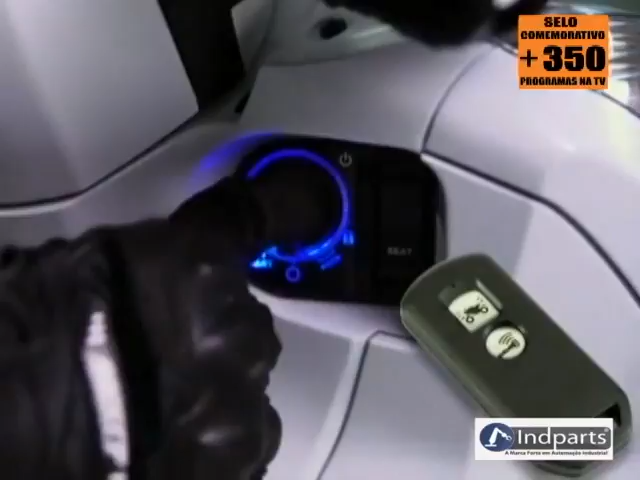 SELO
COMEMORATIVO
+350
PROGRAMAS NA TV
SEAT
Indparts
A Marca Forte em Automação Industrial